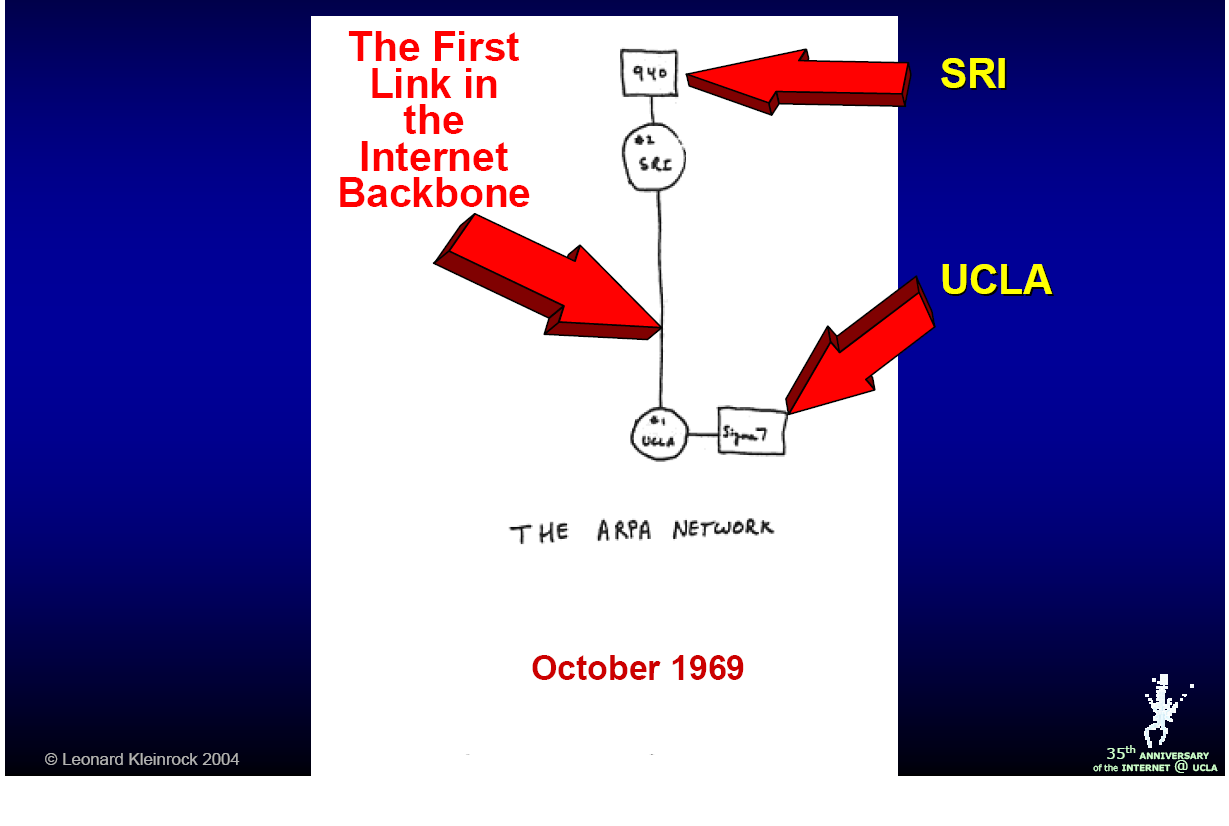 The First
Link in
the
Internet
Backbone
940
SRI
#2
SRI
UCLA
#1
UCLA
Sigma 7
THE ARPA NETWORK
October 1969
© Leonard Kleinrock 2004
35th ANNIVERSARY
of the INTERNET @ UCLA